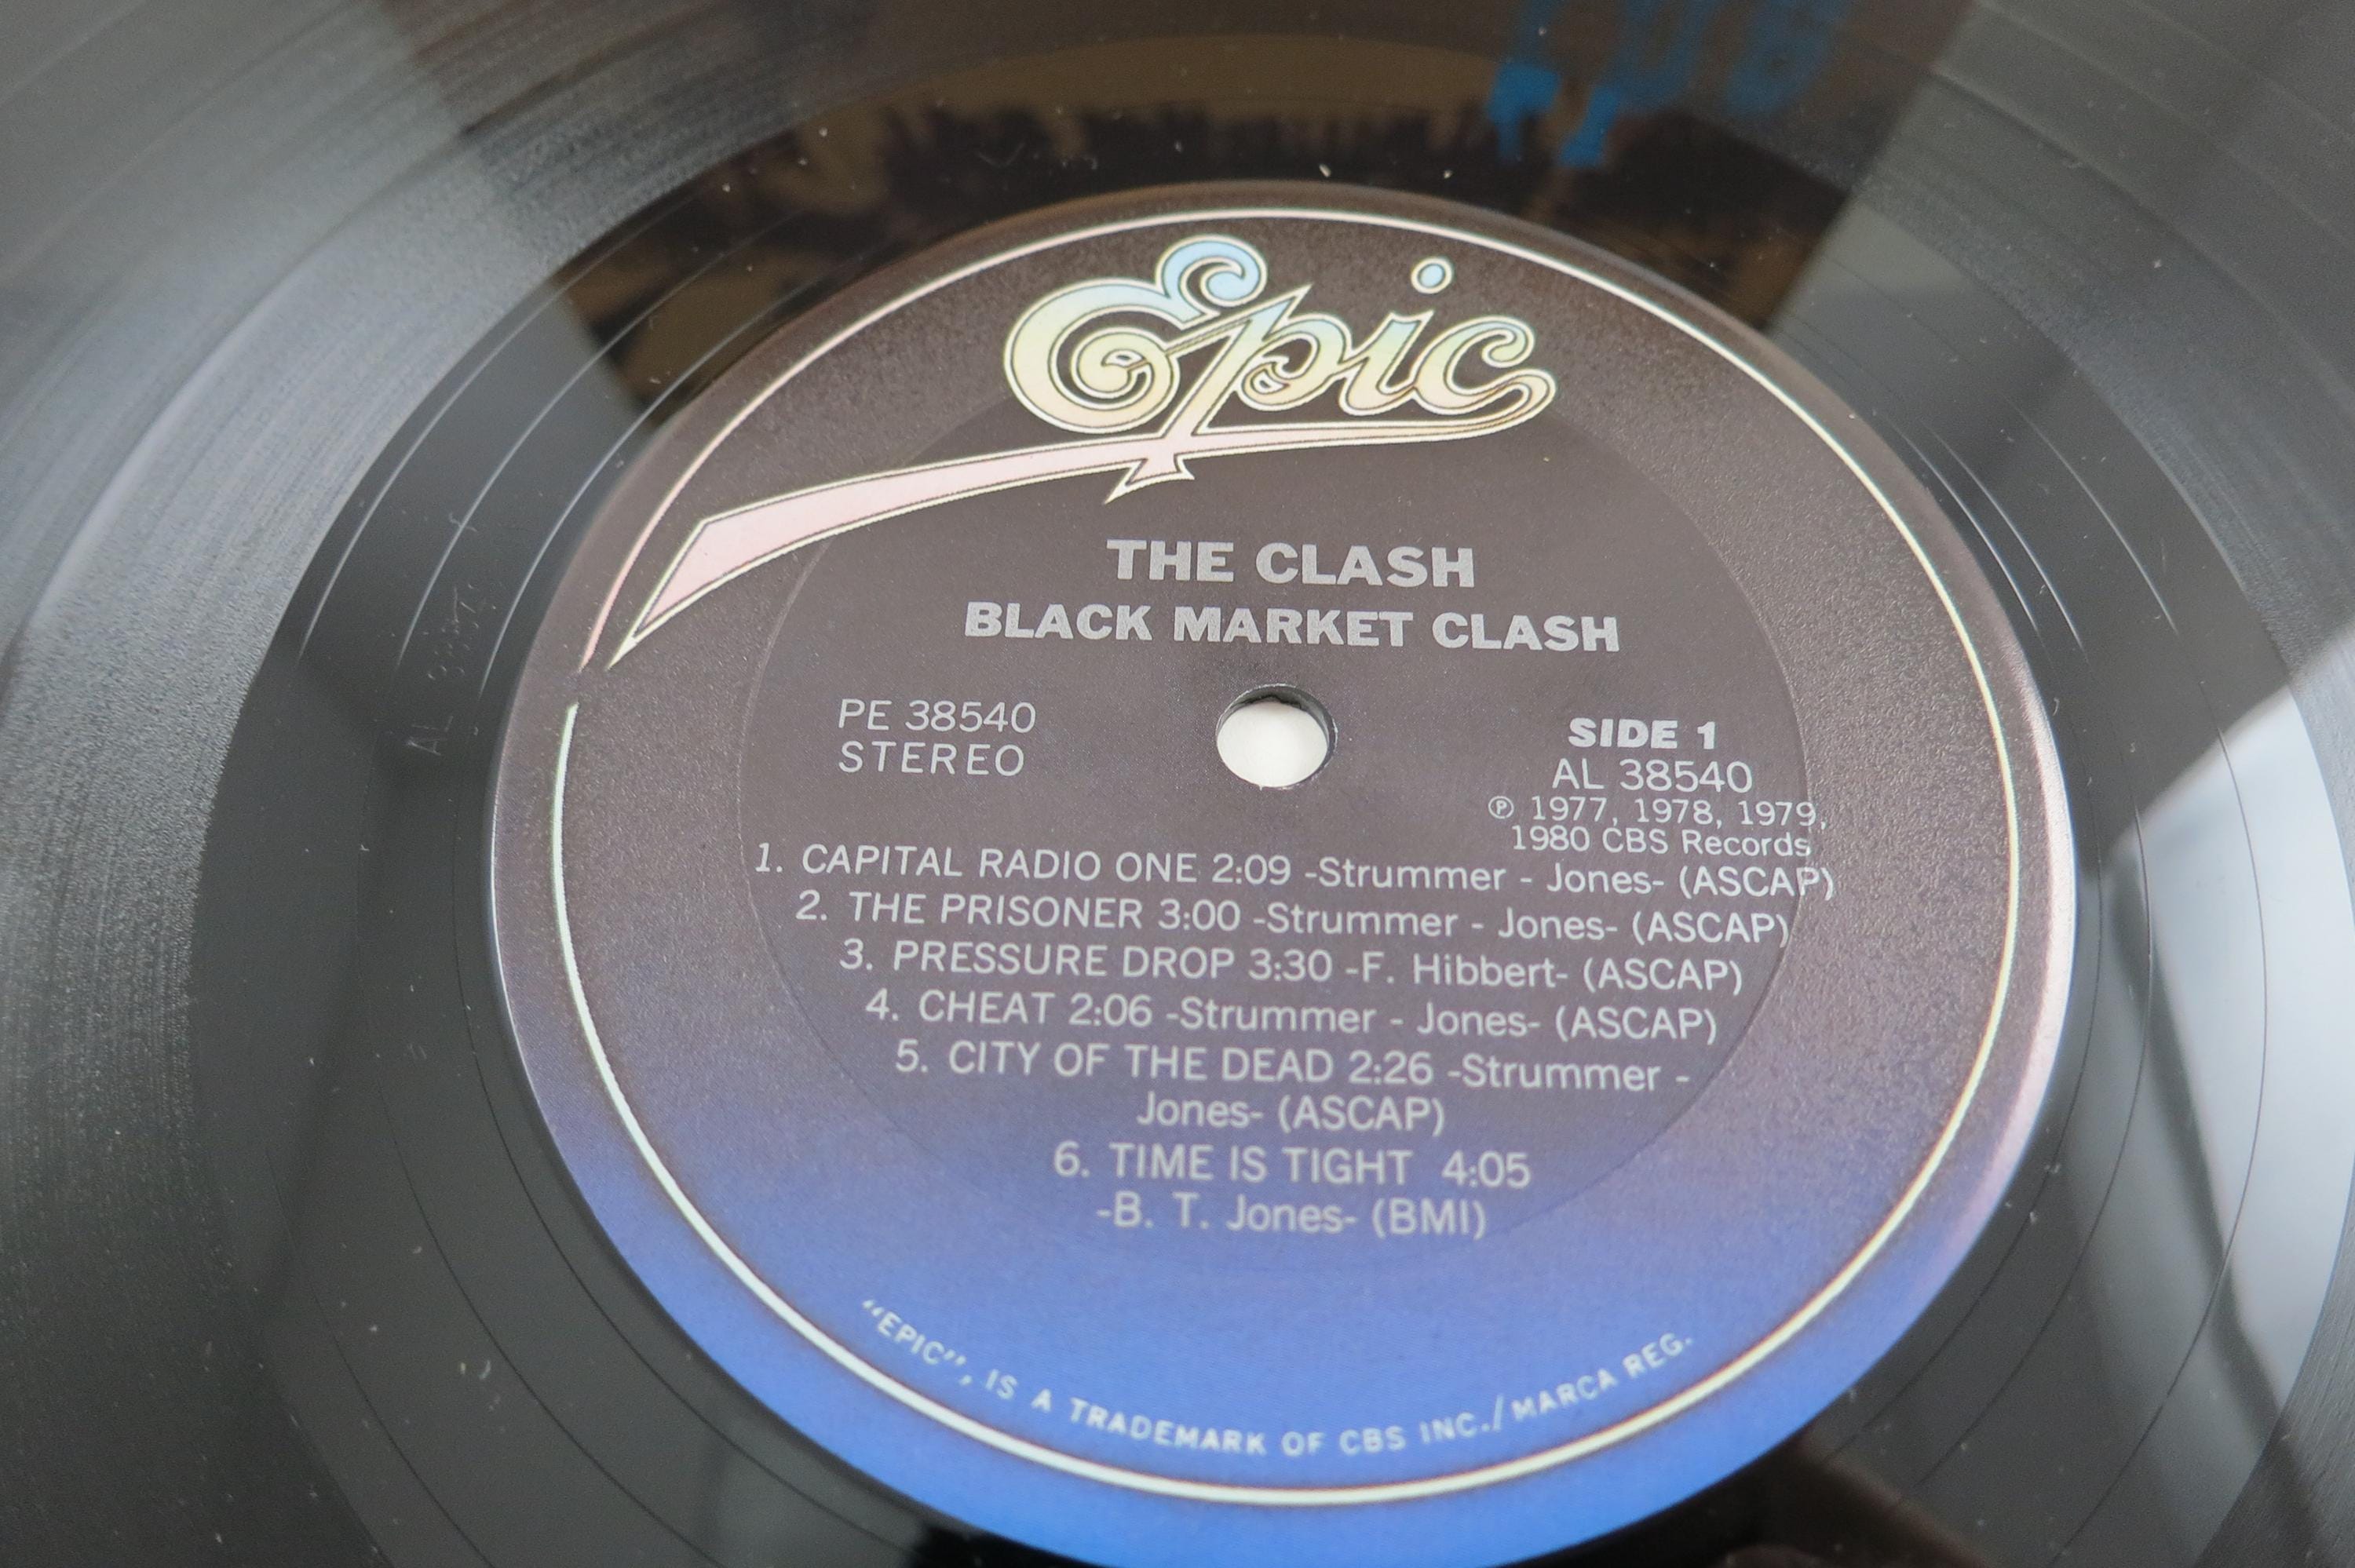 Epic
THE CLASH
BLACK MARKET CLASH
PE 38540
STEREO
SIDE 1
AL 38540
℗ 1977, 1978, 1979,
1980 CBS Records
1. CAPITAL RADIO ONE 2:09 -Strummer - Jones- (ASCAP)
2. THE PRISONER 3:00 -Strummer - Jones- (ASCAP)
3. PRESSURE DROP 3:30 -F. Hibbert- (ASCAP)
4. CHEAT 2:06 -Strummer - Jones- (ASCAP)
5. CITY OF THE DEAD 2:26 -Strummer -
Jones- (ASCAP)
6. TIME IS TIGHT 4:05
-B. T. Jones- (BMI)
"EPIC", IS A TRADEMARK OF CBS INC./MARCA REG.